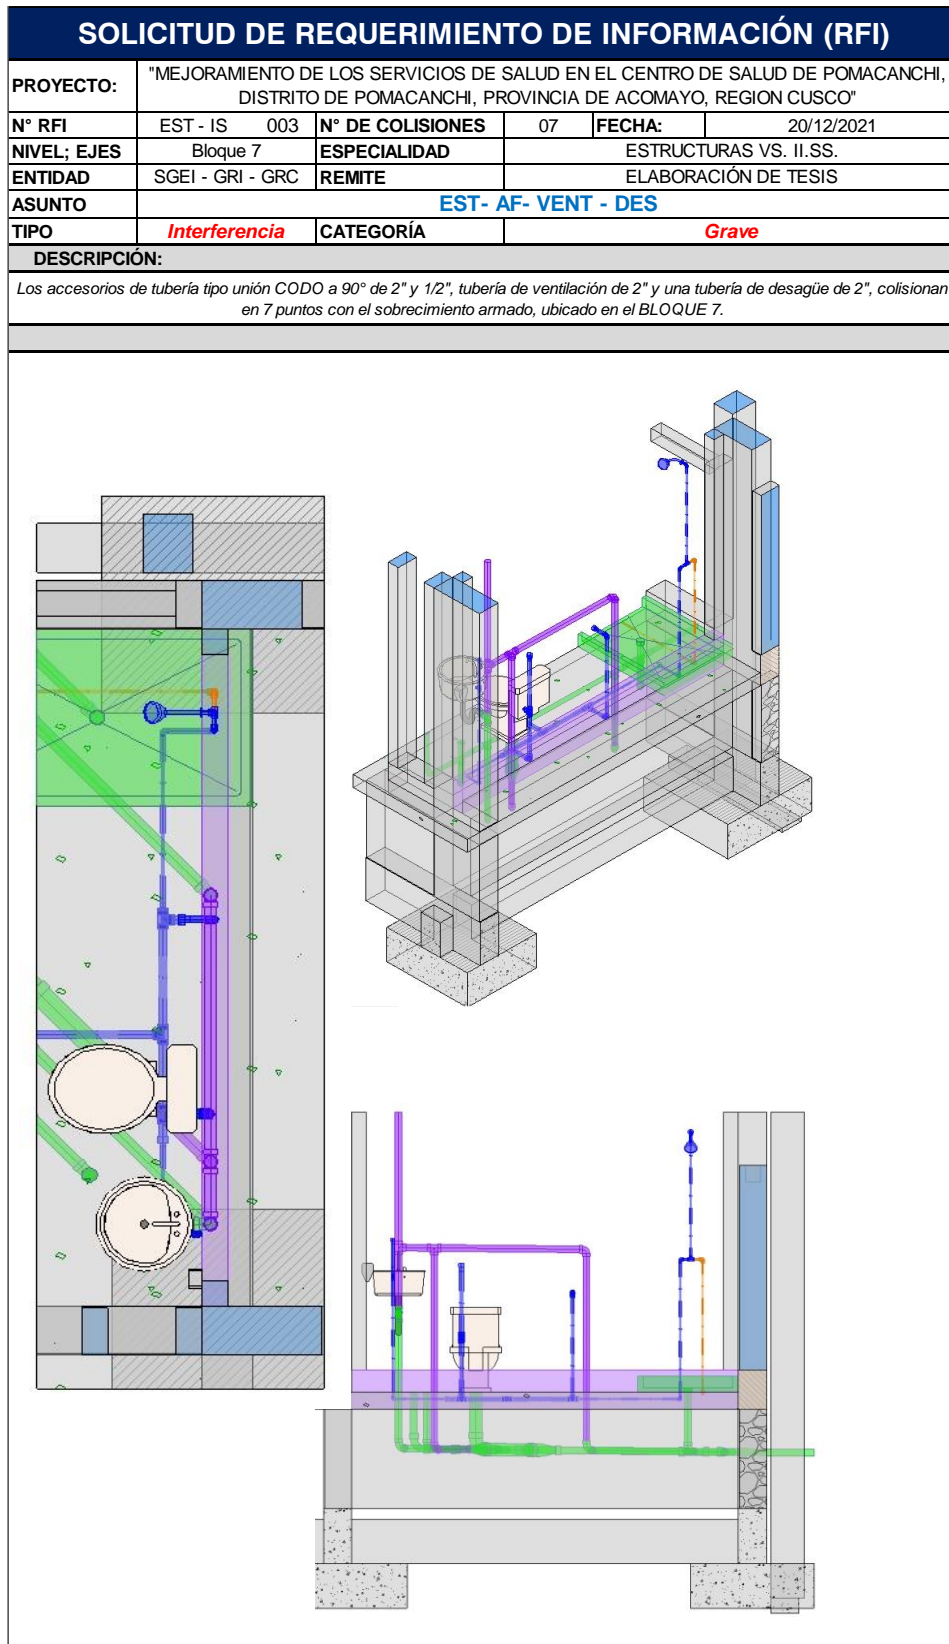 SOLICITUD DE REQUERIMIENTO DE INFORMACIÓN (RFI)
PROYECTO: "MEJORAMIENTO DE LOS SERVICIOS DE SALUD EN EL CENTRO DE SALUD DE POMACANCHI,
DISTRITO DE POMACANCHI, PROVINCIA DE ACOMAYO, REGION CUSCO"
N° RFI EST - IS 003 N° DE COLISIONES 07 FECHA: 20/12/2021
NIVEL; EJES Bloque 7 ESPECIALIDAD ESTRUCTURAS VS. II.SS.
ENTIDAD SGEI - GRI - GRC REMITE ELABORACIÓN DE TESIS
ASUNTO EST- AF- VENT - DES
TIPO Interferencia CATEGORÍA Grave
DESCRIPCIÓN:
Los accesorios de tubería tipo unión CODO a 90° de 2" y 1/2", tubería de ventilación de 2" y una tubería de desagüe de 2", colisionan
en 7 puntos con el sobrecimiento armado, ubicado en el BLOQUE 7.